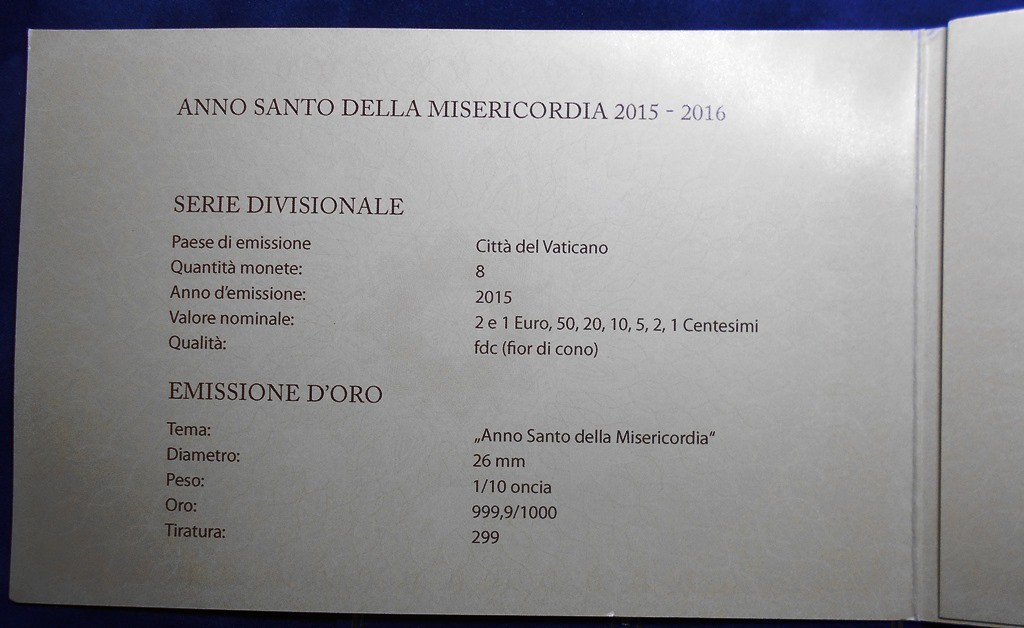 ANNO SANTO DELLA MISERICORDIA 2015 - 2016
SERIE DIVISIONALE
Paese di emissione Città del Vaticano
Quantità monete: 8
Anno d'emissione: 2015
Valore nominale: 2 e 1 Euro, 50, 20, 10, 5, 2, 1 Centesimi
Qualità: fdc (fior di cono)
EMISSIONE D'ORO
Tema: „Anno Santo della Misericordia"
Diametro: 26 mm
Peso: 1/10 oncia
Oro: 999,9/1000
Tiratura: 299